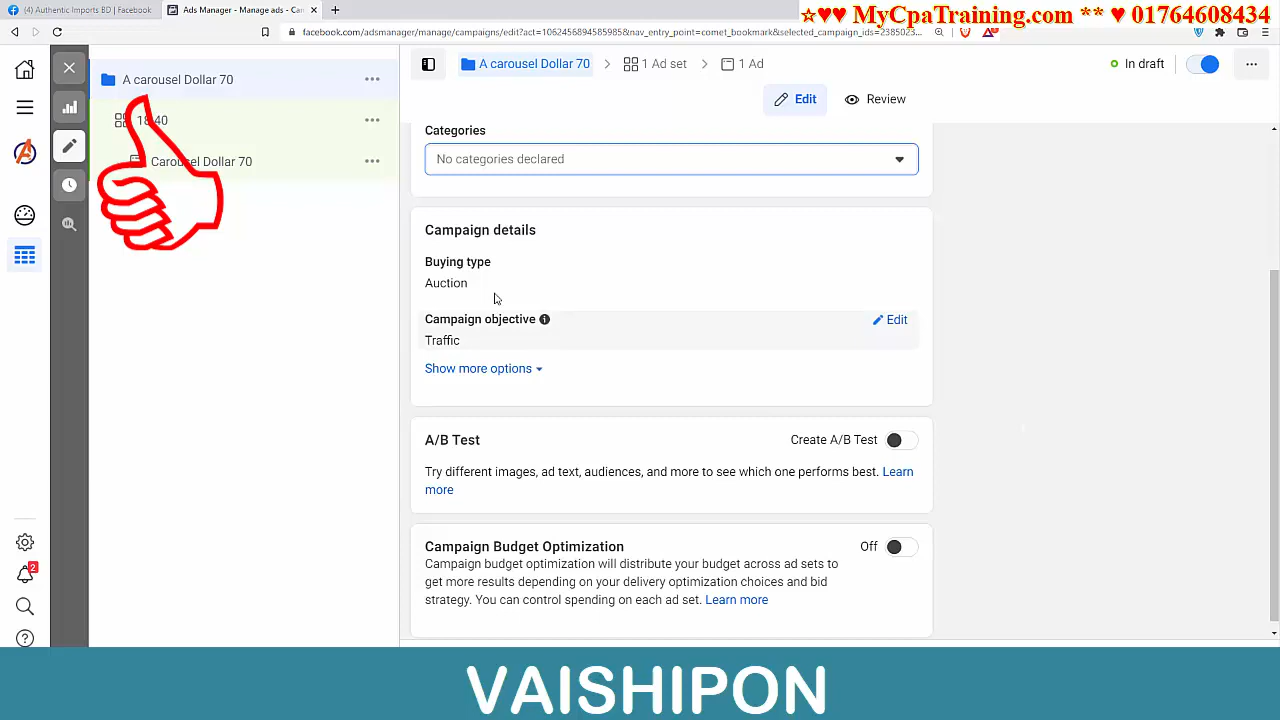 (4) Authentic Imports BD | Facebook
Ads Manager - Manage ads - Can
☆♥♥ MyCpaTraining.com ** ♥ 01764608434
facebook.com/adsmanager/manage/campaigns/edit?act=1062456894585985&nav_entry_point=comet_bookmark&selected_campaign_ids=2385023...
A carousel Dollar 70
A carousel Dollar 70 > 1 Ad set > 1 Ad
In draft
Edit
Review
18-40
Carousel Dollar 70
Categories
No categories declared
Campaign details
Buying type
Auction
Campaign objective
Edit
Traffic
Show more options
A/B Test
Create A/B Test
Try different images, ad text, audiences, and more to see which one performs best. Learn
more
Campaign Budget Optimization
Off
Campaign budget optimization will distribute your budget across ad sets to
get more results depending on your delivery optimization choices and bid
strategy. You can control spending on each ad set. Learn more
2
VAISHIPON